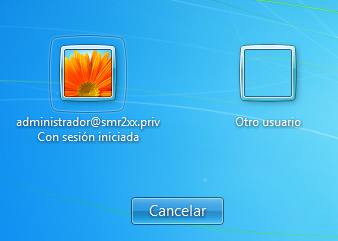 administrador@smr2xx.priv
Con sesión iniciada
Otro usuario
Cancelar